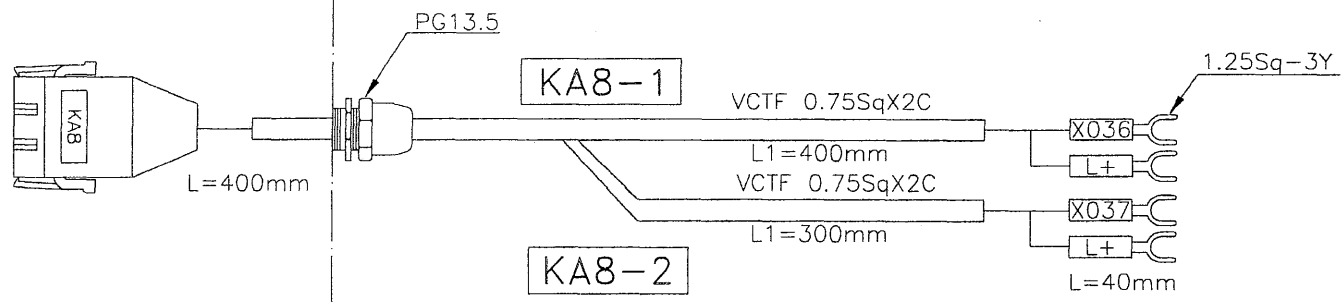 PG13.5
1.25Sq-3Y
KA8-1
VCTF 0.75SqX2C
KA8
X036
L1=400mm
L+
L=400mm
VCTF 0.75SqX2C
X037
L1=300mm
L+
KA8-2
L=40mm